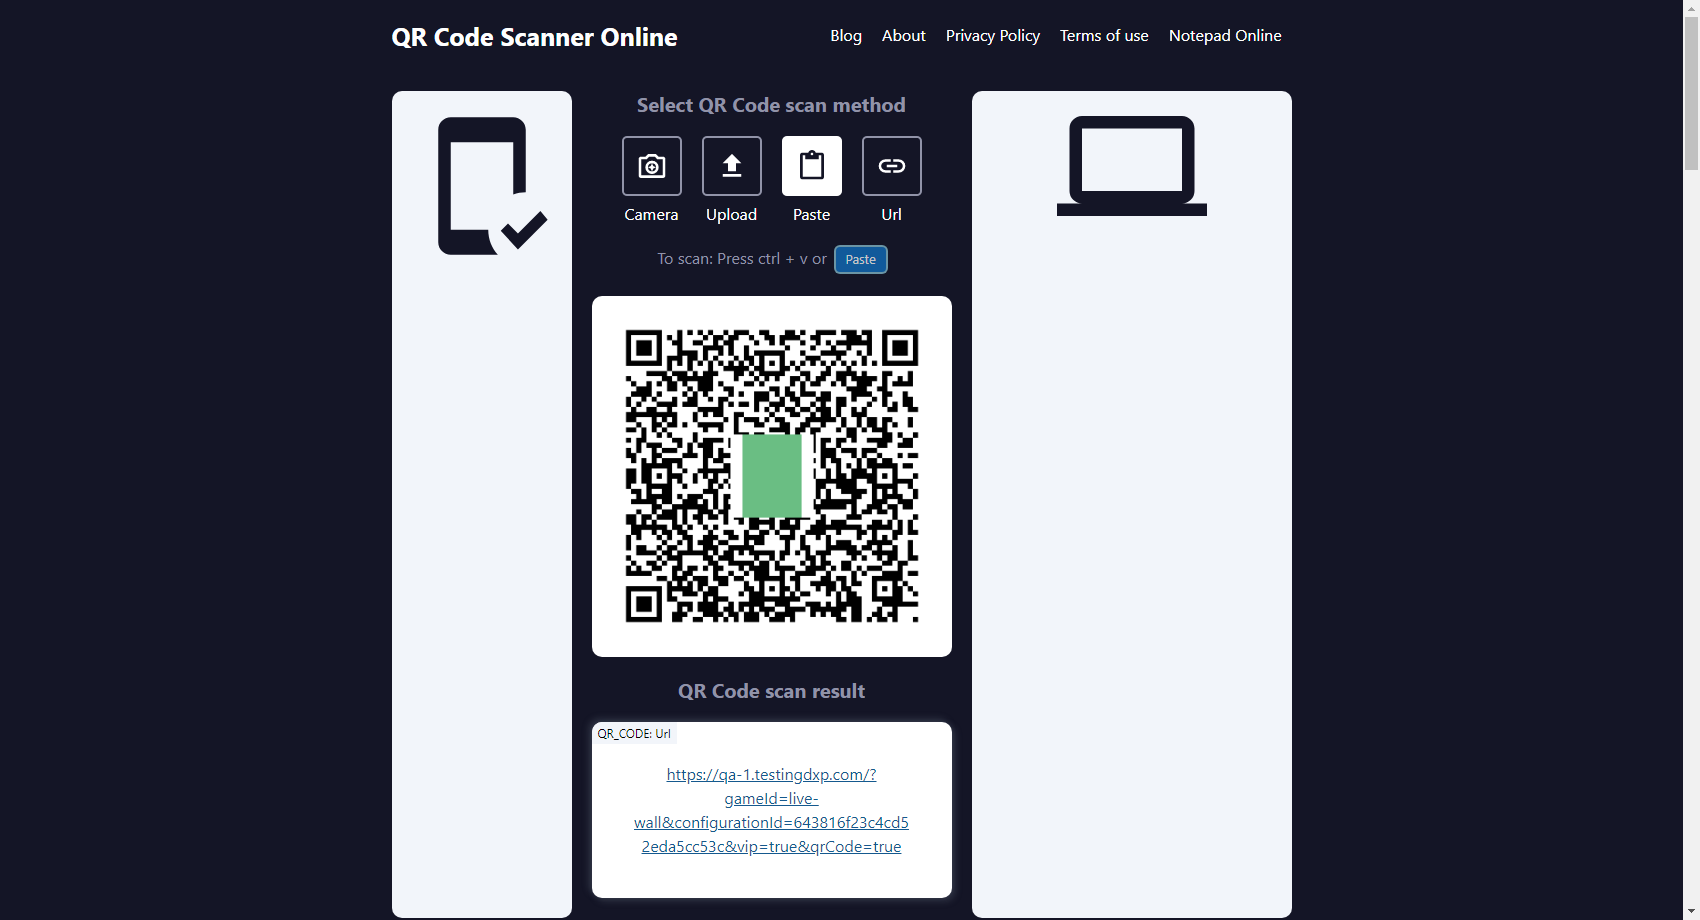 QR Code Scanner Online
Blog About Privacy Policy Terms of use Notepad Online
Select QR Code scan method
Camera Upload Paste Url
To scan: Press ctrl + v or Paste
QR Code scan result
QR_CODE: Url
https://qa-1.testingdxp.com/?
gameId=live-
wall&configurationId=643816f23c4cd5
2eda5cc53c&vip=true&qrCode=true